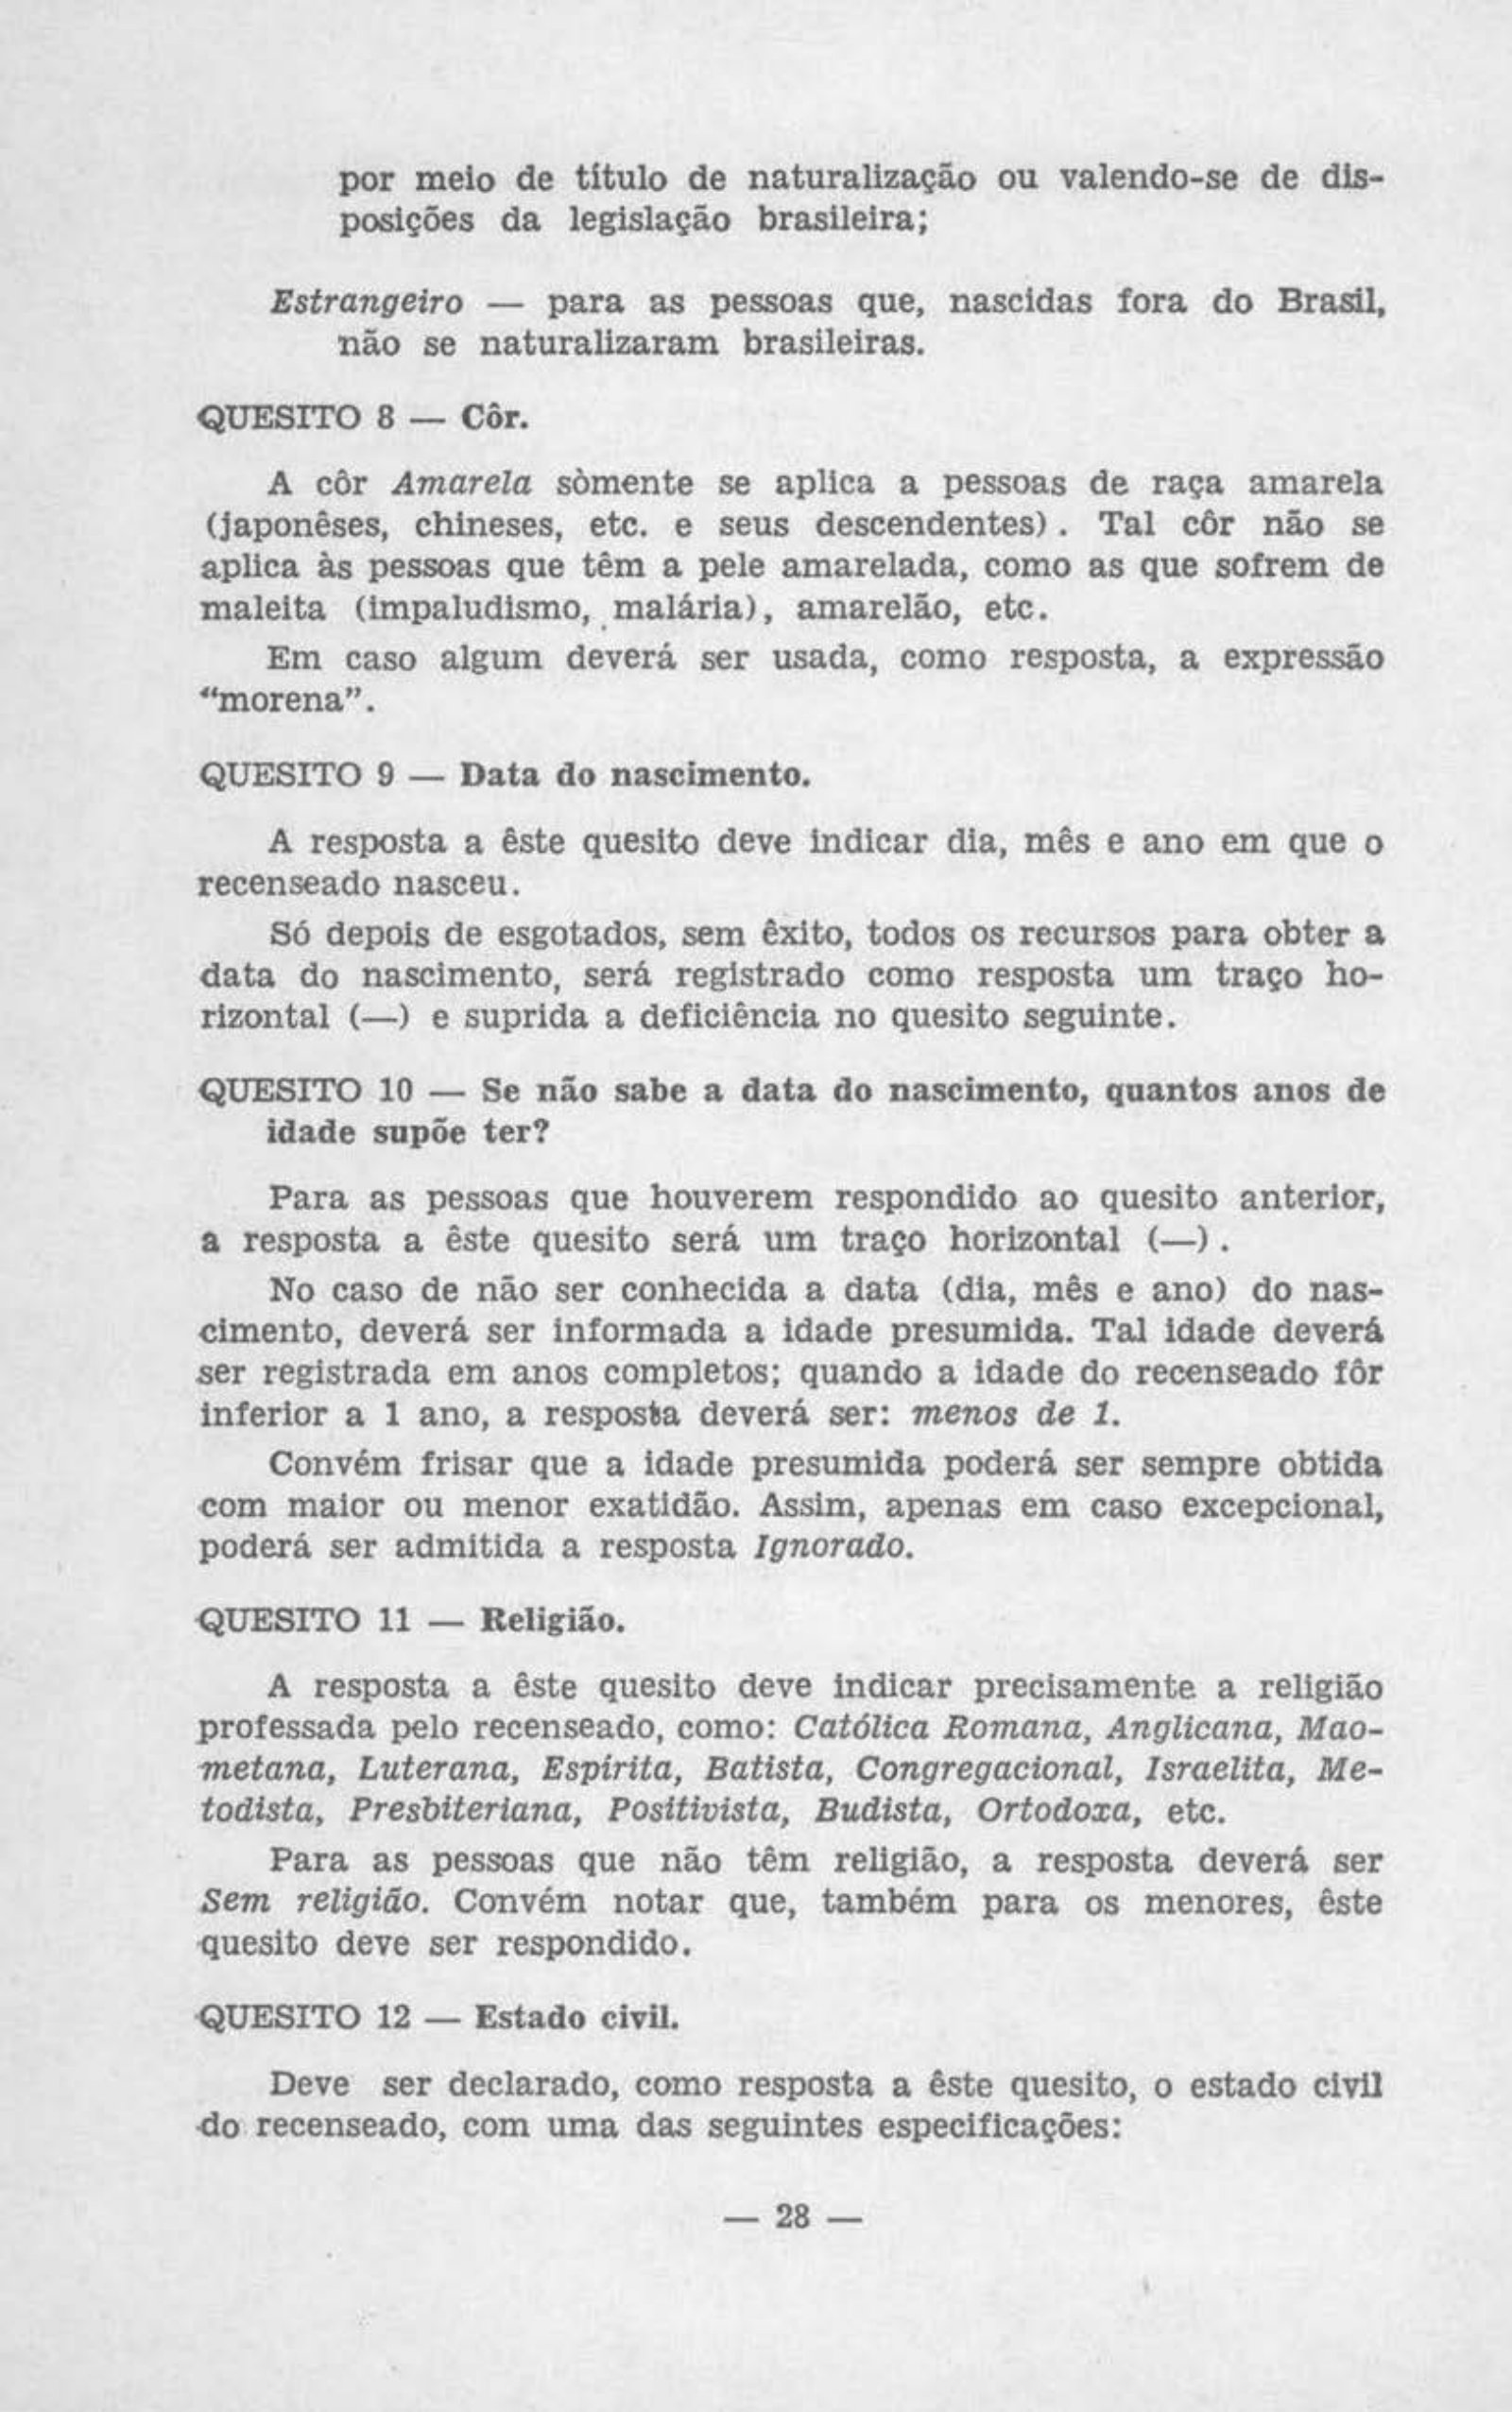 por meio de título de naturalização ou valendo-se de dis-
posições da legislação brasileira;
Estrangeiro — para as pessoas que, nascidas fora do Brasil,
não se naturalizaram brasileiras.
QUESITO 8 — Côr.
A côr Amarela sòmente se aplica a pessoas de raça amarela
(japonêses, chineses, etc. e seus descendentes). Tal côr não se
aplica às pessoas que têm a pele amarelada, como as que sofrem de
maleita (impaludismo, malária), amarelão, etc.
Em caso algum deverá ser usada, como resposta, a expressão
“morena”.
QUESITO 9 — Data do nascimento.
A resposta a êste quesito deve indicar dia, mês e ano em que o
recenseado nasceu.
Só depois de esgotados, sem êxito, todos os recursos para obter a
data do nascimento, será registrado como resposta um traço ho-
rizontal (—) e suprida a deficiência no quesito seguinte.
QUESITO 10 — Se não sabe a data do nascimento, quantos anos de
idade supõe ter?
Para as pessoas que houverem respondido ao quesito anterior,
a resposta a êste quesito será um traço horizontal (—).
No caso de não ser conhecida a data (dia, mês e ano) do nas-
cimento, deverá ser informada a idade presumida. Tal idade deverá
ser registrada em anos completos; quando a idade do recenseado fôr
inferior a 1 ano, a resposta deverá ser: menos de 1.
Convém frisar que a idade presumida poderá ser sempre obtida
com maior ou menor exatidão. Assim, apenas em caso excepcional,
poderá ser admitida a resposta Ignorado.
QUESITO 11 — Religião.
A resposta a êste quesito deve indicar precisamente a religião
professada pelo recenseado, como: Católica Romana, Anglicana, Mao-
metana, Luterana, Espírita, Batista, Congregacional, Israelita, Me-
todista, Presbiteriana, Positivista, Budista, Ortodoxa, etc.
Para as pessoas que não têm religião, a resposta deverá ser
Sem religião. Convém notar que, também para os menores, êste
quesito deve ser respondido.
QUESITO 12 — Estado civil.
Deve ser declarado, como resposta a êste quesito, o estado civil
do recenseado, com uma das seguintes especificações:
— 28 —